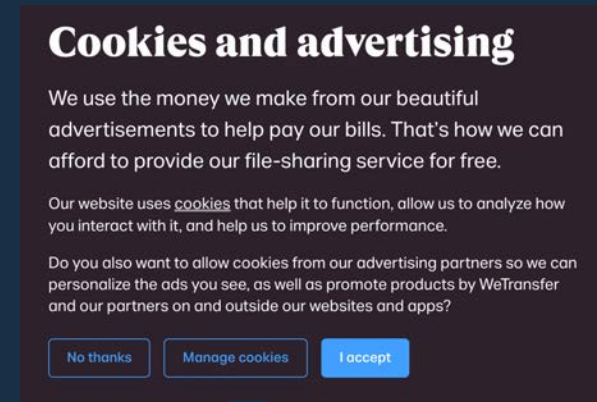 Cookies and advertising
We use the money we make from our beautiful
advertisements to help pay our bills. That's how we can
afford to provide our file-sharing service for free.
Our website uses cookies that help it to function, allow us to analyze how
you interact with it, and help us to improve performance.
Do you also want to allow cookies from our advertising partners so we can
personalize the ads you see, as well as promote products by WeTransfer
and our partners on and outside our websites and apps?
No thanks Manage cookies I accept